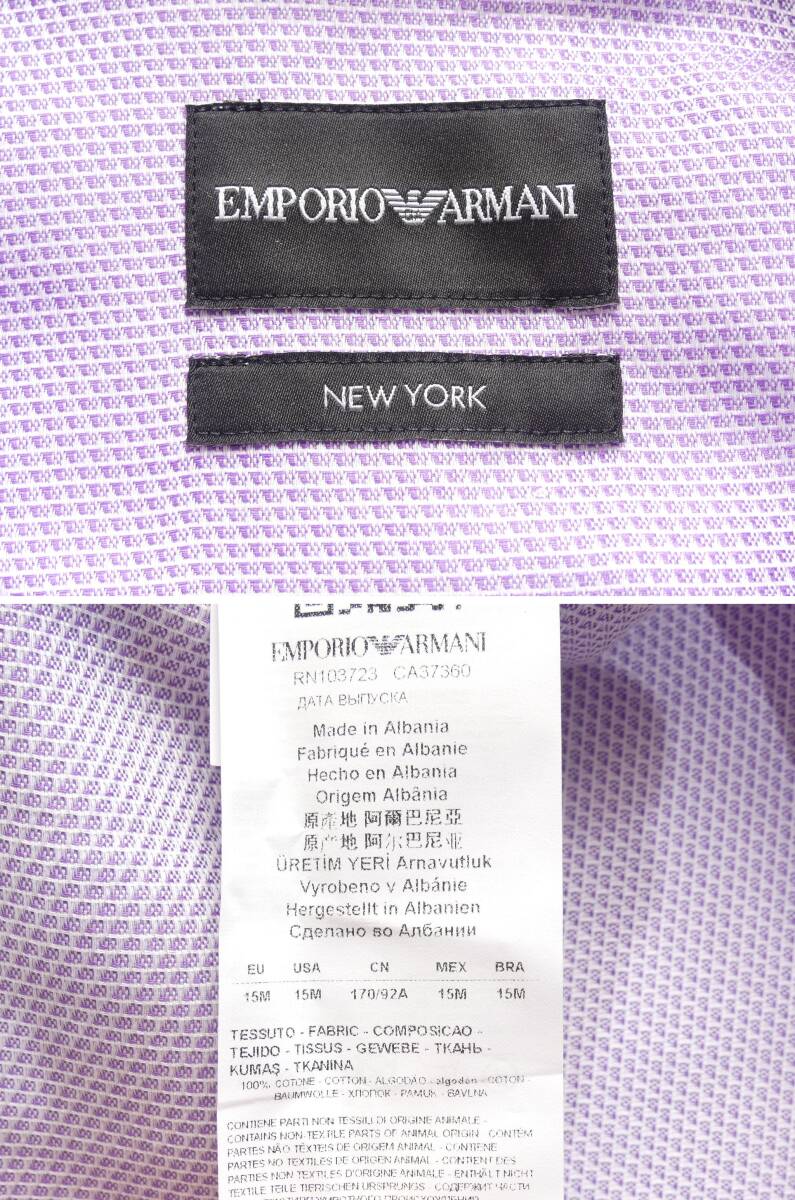 EMPORIO ARMANI
NEW YORK
EMPORIO ARMANI
RN103723 CA37360
ДАТА ВЫПУСКА
Made in Albania
Fabriqué en Albanie
Hecho en Albania
Origem Albânia
原產地 阿爾巴尼亞
原产地 阿尔巴尼亚
ÜRETİM YERİ Arnavutluk
Vyrobeno v Albánie
Hergestellt in Albanien
Сделано во Албании
EU USA CN MEX BRA
15M 15M 170/92A 15M 15M
TESSUTO - FABRIC - COMPOSICAO -
TEJIDO - TISSUS - GEWEBE - ТКАНЬ -
KUMAŞ - TKANINA
100% COTONE - COTTON - ALGODÃO - algodon - COTON -
BAUMWOLLE - ХЛОПОК - PAMUK - BAVLNA
CONTIENE PARTI NON TESSILI DI ORIGINE ANIMALE -
CONTAINS NON-TEXTILE PARTS OF ANIMAL ORIGIN - CONTÉM
PARTES NÃO TÊXTEIS DE ORIGEM ANIMAL - CONTIENE
PARTES NO TEXTILES DE ORIGEN ANIMAL - CONTIENT DES
PARTIES NON TEXTILES D'ORIGINE ANIMALE - ENTHÄLT NICHT
TEXTILE TEILE TIERISCHEN URSPRUNGS - СОДЕРЖИТ ЧАСТИ